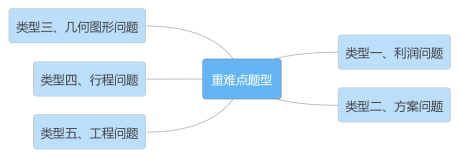 重难点题型
类型一、利润问题
类型二、方案问题
类型三、几何图形问题
类型四、行程问题
类型五、工程问题